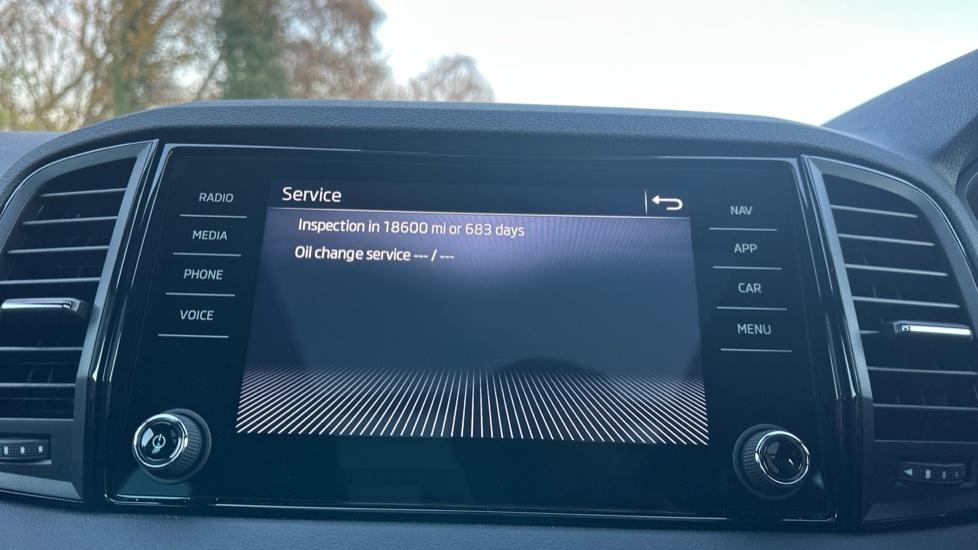 Service
Inspection in 18600 mi or 683 days
Oil change service --- / ---
RADIO
MEDIA
PHONE
VOICE
NAV
APP
CAR
MENU